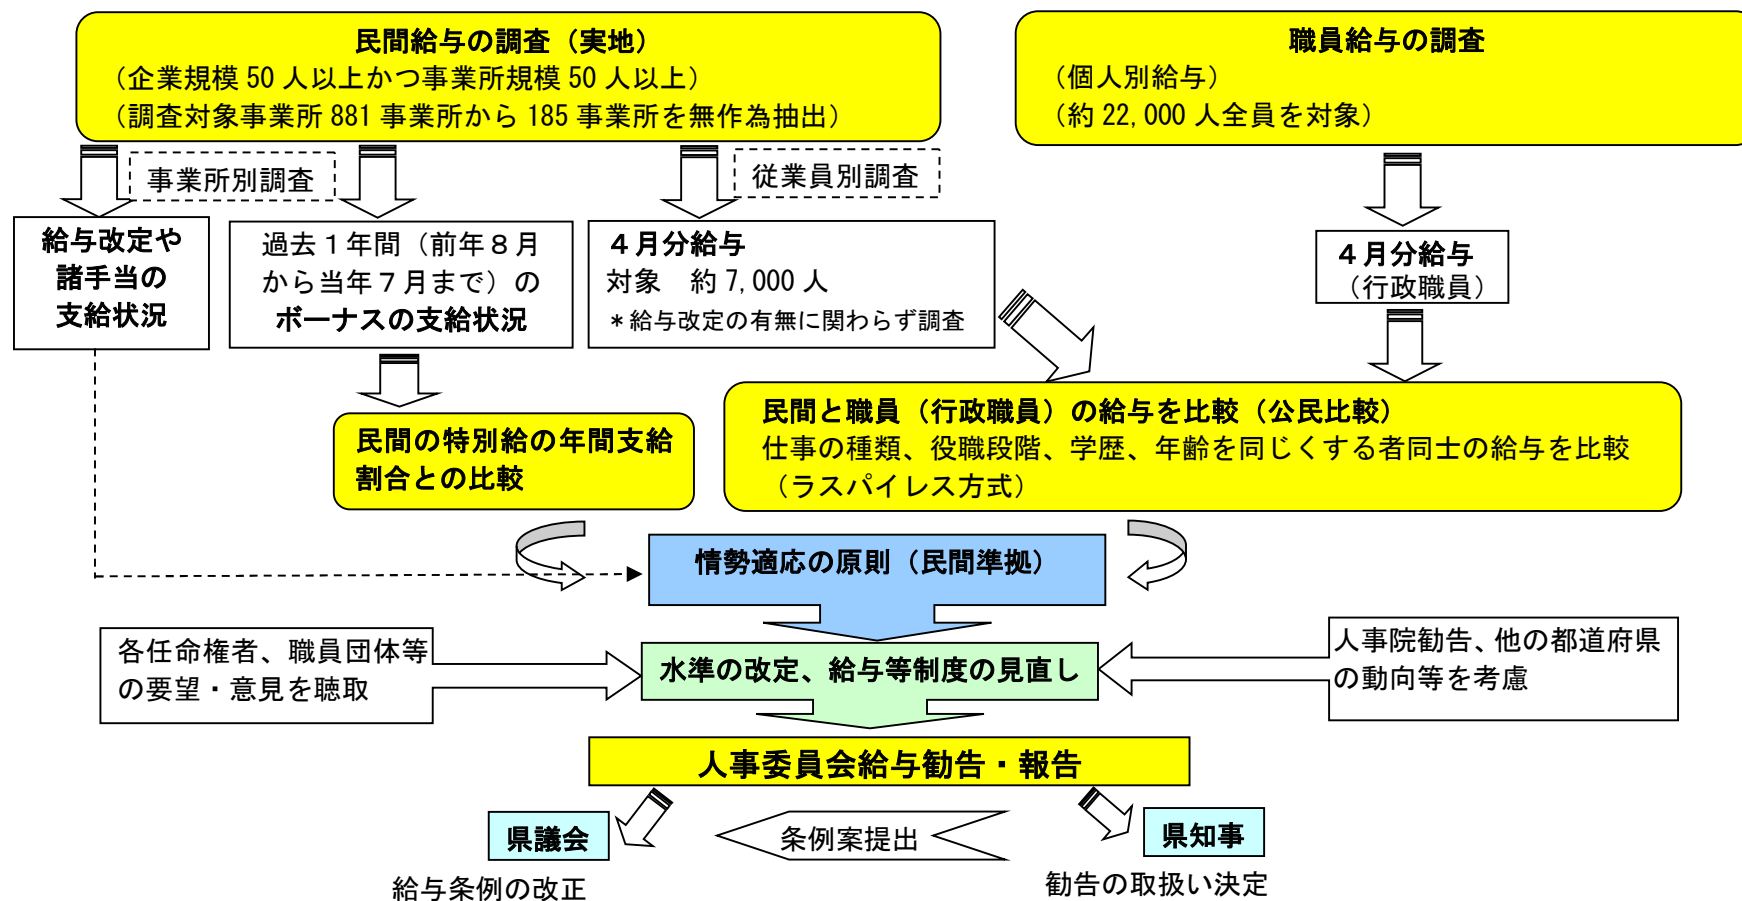 民間給与の調査（実地）
（企業規模 50 人以上かつ事業所規模 50 人以上）
（調査対象事業所 881 事業所から 185 事業所を無作為抽出）
職員給与の調査
（個人別給与）
（約 22,000 人全員を対象）
事業所別調査
従業員別調査
給与改定や
諸手当の
支給状況
過去１年間（前年８月
から当年７月まで）の
ボーナスの支給状況
４月分給与
対象　約 7,000 人
＊給与改定の有無に関わらず調査
４月分給与
（行政職員）
民間の特別給の年間支給
割合との比較
民間と職員（行政職員）の給与を比較（公民比較）
仕事の種類、役職段階、学歴、年齢を同じくする者同士の給与を比較
（ラスパイレス方式）
情勢適応の原則（民間準拠）
各任命権者、職員団体等
の要望・意見を聴取
水準の改定、給与等制度の見直し
人事院勧告、他の都道府県
の動向等を考慮
人事委員会給与勧告・報告
県議会
条例案提出
県知事
給与条例の改正
勧告の取扱い決定